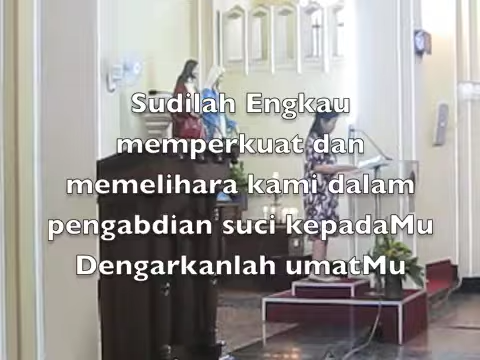 Sudilah Engkau
memperkuat dan
memelihara kami dalam
pengabdian suci kepadaMu
Dengarkanlah umatMu